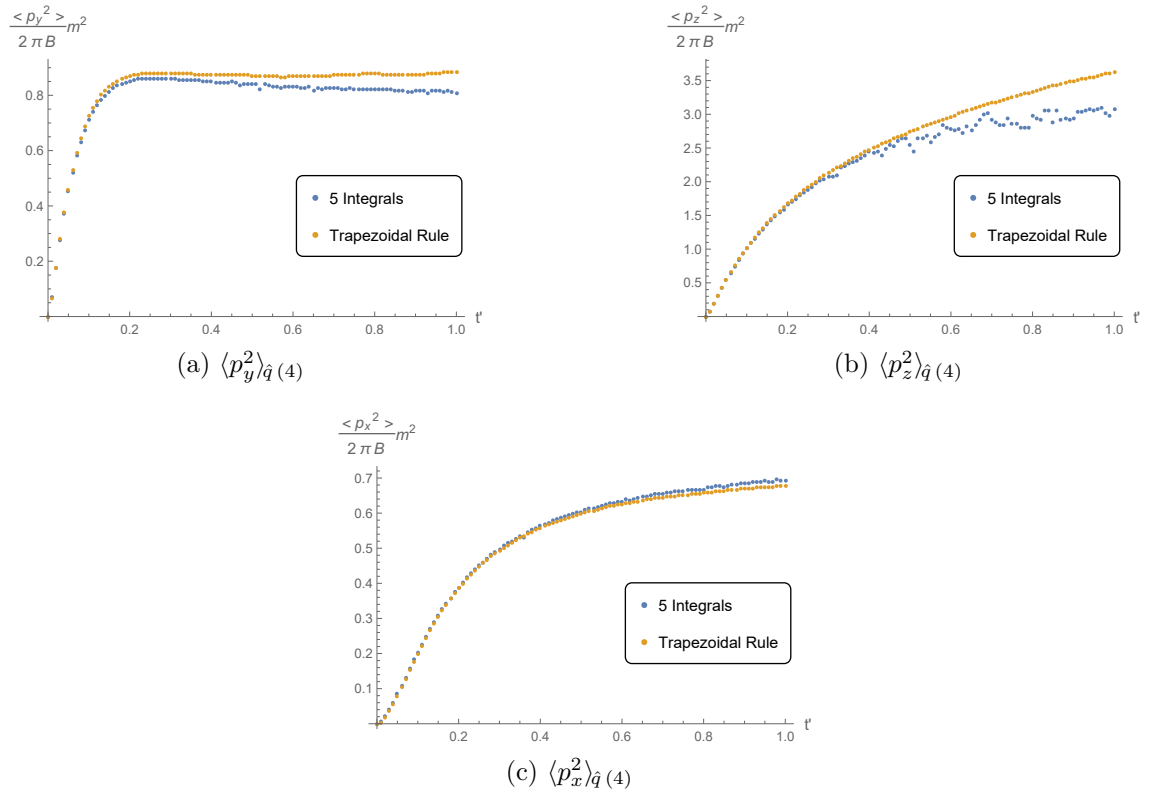 <p_y^2>/(2 π B) m^2
0.8
0.6
0.4
0.2
0.2 0.4 0.6 0.8 1.0 t'
5 Integrals
Trapezoidal Rule
(a) ⟨p_y^2⟩_q̂ (4)
<p_z^2>/(2 π B) m^2
3.5
3.0
2.5
2.0
1.5
1.0
0.5
0.2 0.4 0.6 0.8 1.0 t'
5 Integrals
Trapezoidal Rule
(b) ⟨p_z^2⟩_q̂ (4)
<p_x^2>/(2 π B) m^2
0.7
0.6
0.5
0.4
0.3
0.2
0.1
0.2 0.4 0.6 0.8 1.0 t'
5 Integrals
Trapezoidal Rule
(c) ⟨p_x^2⟩_q̂ (4)